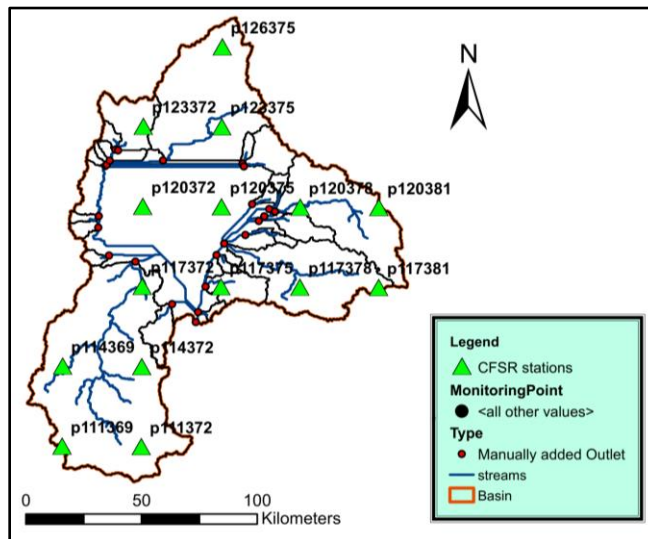 p126375
N
p123372 p123375
p120372 p120375 p120378 p120381
p117372 p117375 p117378 p117381
p114369 p114372
p111369 p111372
0 50 100
Kilometers
Legend
CFSR stations
MonitoringPoint
<all other values>
Type
Manually added Outlet
streams
Basin